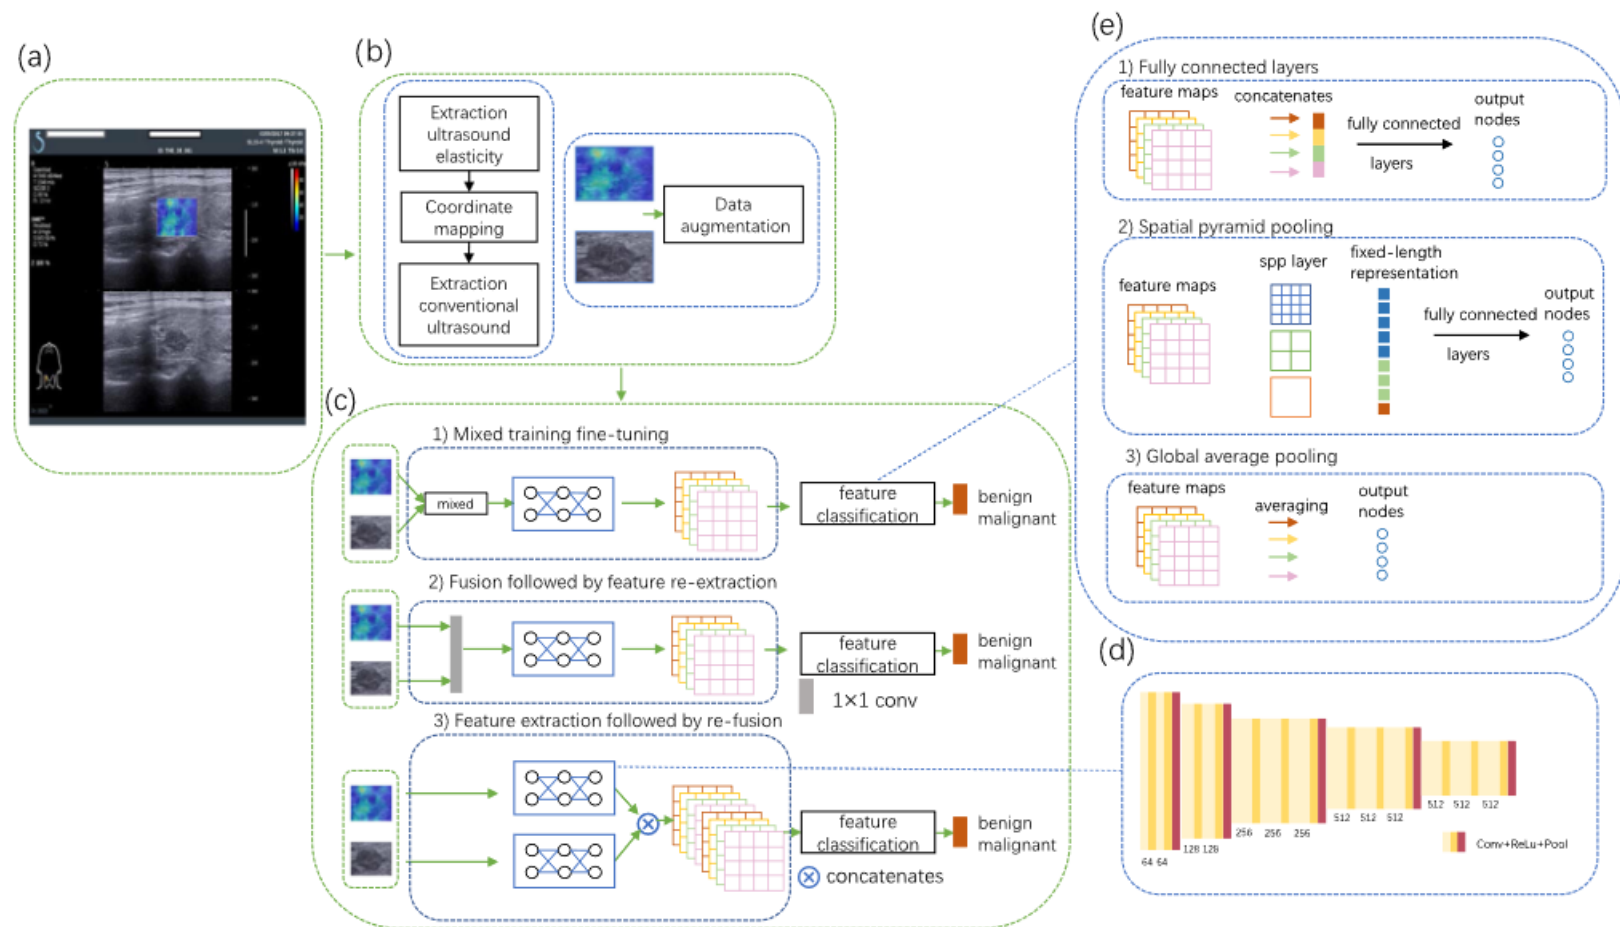 (a)
(b)
Extraction
ultrasound
elasticity
Coordinate
mapping
Extraction
conventional
ultrasound
Data
augmentation
(c)
1) Mixed training fine-tuning
mixed
feature
classification
benign
malignant
2) Fusion followed by feature re-extraction
feature
classification
benign
malignant
1×1 conv
3) Feature extraction followed by re-fusion
feature
classification
benign
malignant
concatenates
(e)
1) Fully connected layers
feature maps
concatenates
fully connected
layers
output
nodes
2) Spatial pyramid pooling
feature maps
spp layer
fixed-length
representation
fully connected
layers
output
nodes
3) Global average pooling
feature maps
averaging
output
nodes
(d)
64 64
128 128
256 256 256
512 512 512
512 512 512
Conv+ReLu+Pool